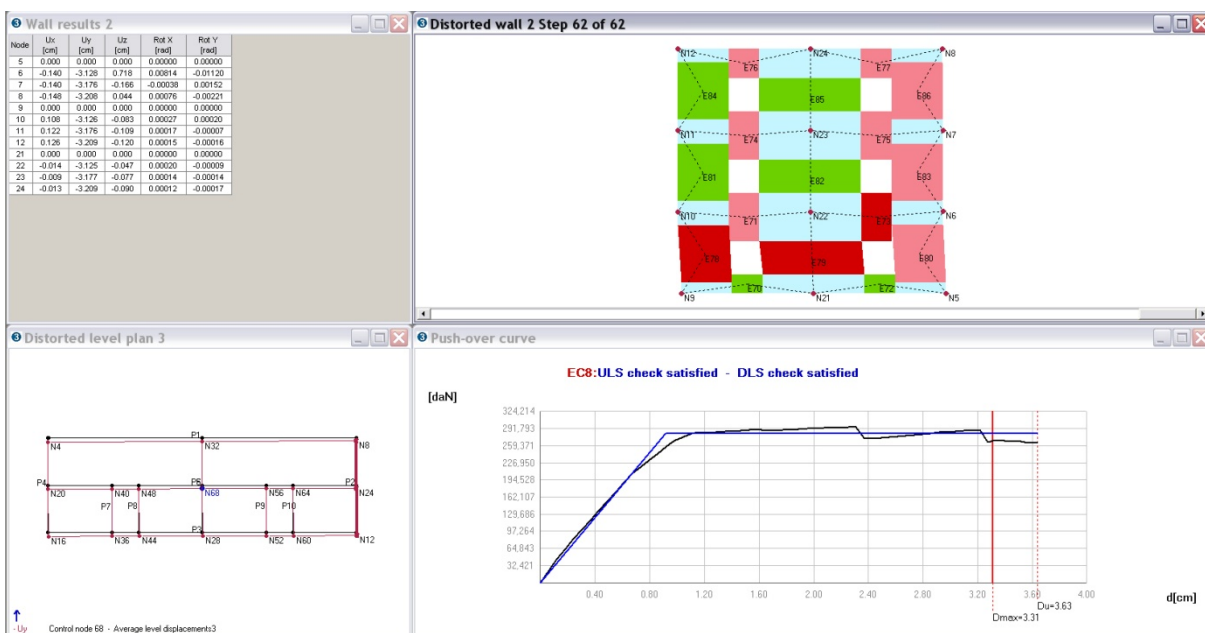 Wall results 2
Node Ux [cm] Uy [cm] Uz [cm] Rot X [rad] Rot Y [rad]
5 0.000 0.000 0.000 0.00000 0.00000
6 -0.140 -3.128 0.718 0.00814 -0.01120
7 -0.140 -3.176 -0.166 -0.00038 0.00152
8 -0.148 -3.208 0.044 0.00076 -0.00221
9 0.000 0.000 0.000 0.00000 0.00000
10 0.108 -3.126 -0.083 0.00027 0.00020
11 0.122 -3.176 -0.109 0.00017 -0.00007
12 0.126 -3.209 -0.120 0.00015 -0.00016
21 0.000 0.000 0.000 0.00000 0.00000
22 -0.014 -3.125 -0.047 0.00020 -0.00009
23 -0.009 -3.177 -0.077 0.00014 -0.00014
24 -0.013 -3.209 -0.090 0.00012 -0.00017
Distorted wall 2 Step 62 of 62
N12 N24 N8
E76 E77
E84 E85 E86
N11 N23 N7
E74 E75
E81 E82 E83
N10 N22 N6
E71 E73
E78 E79 E80
E70 E72
N9 N21 N5
Distorted level plan 3
P1
N4 N32 N8
P4 P5 P2
N20 N40 N48 N68 N56 N64 N24
P7 P8 P9 P10
P3
N16 N36 N44 N28 N52 N60 N12
- Uy Control node 68 - Average level displacements3
Push-over curve
EC8:ULS check satisfied - DLS check satisfied
[daN]
324,214
291,793
259,371
226,950
194,528
162,107
129,686
97,264
64,843
32,421
0.40 0.80 1.20 1.60 2.00 2.40 2.80 3.20 3.60 4.00
d[cm]
Du=3.63
Dmax=3.31